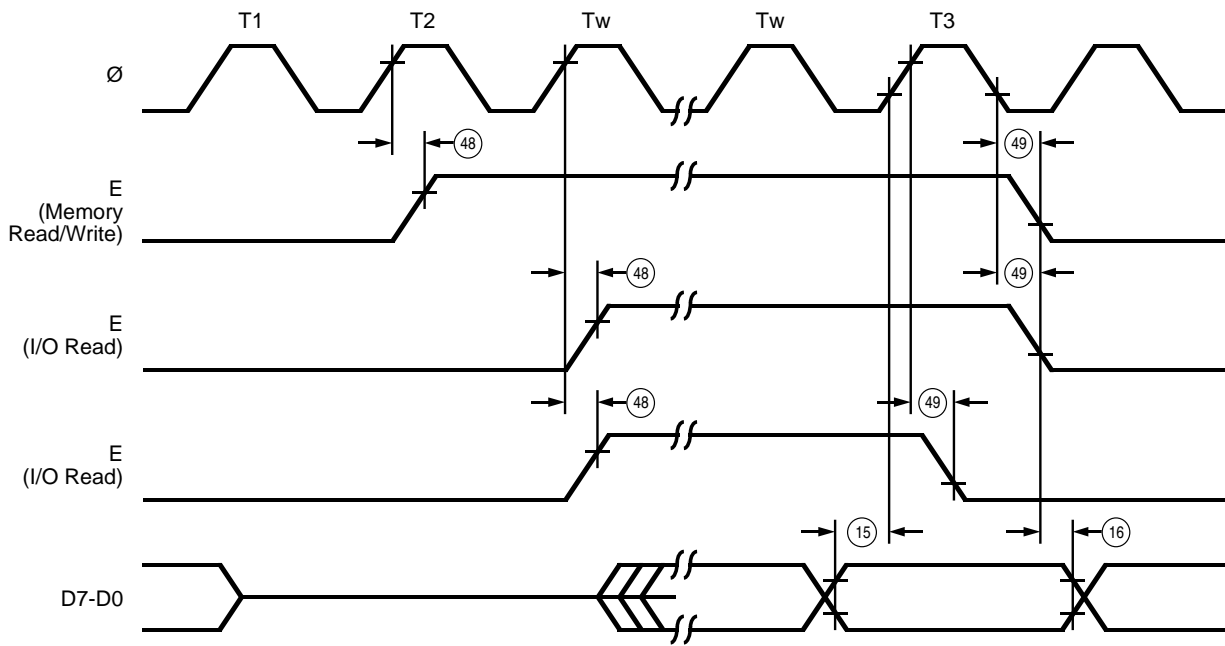 T1 T2 Tw Tw T3
Ø
48 49
E
(Memory
Read/Write)
48 49
E
(I/O Read)
48 49
E
(I/O Read)
15 16
D7-D0